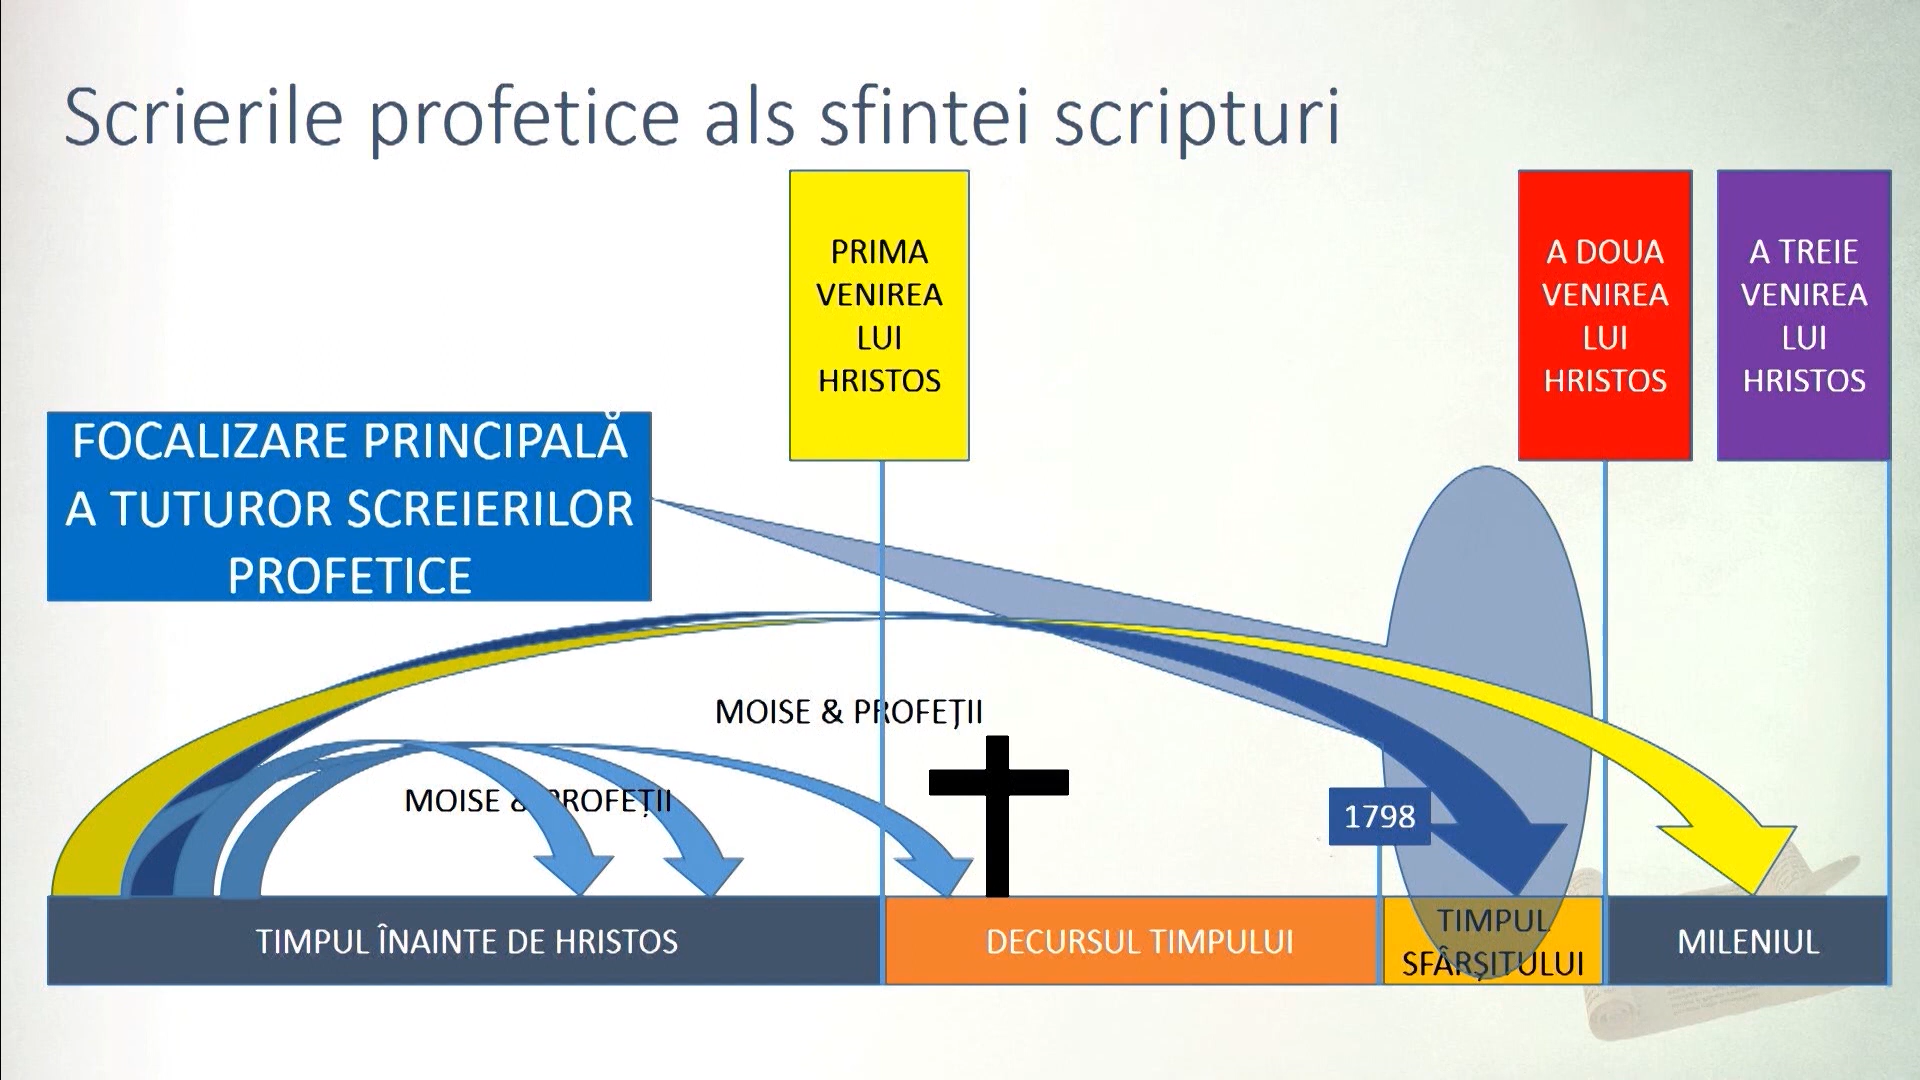 Scrierile profetice als sfintei scripturi
PRIMA
VENIREA
LUI
HRISTOS
A DOUA
VENIREA
LUI
HRISTOS
A TREIE
VENIREA
LUI
HRISTOS
FOCALIZARE PRINCIPALĂ
A TUTUROR SCREIERILOR
PROFETICE
MOISE & PROFEȚII
MOISE & PROFEȚII
1798
TIMPUL ÎNAINTE DE HRISTOS
DECURSUL TIMPULUI
TIMPUL
SFÂRȘITULUI
MILENIUL